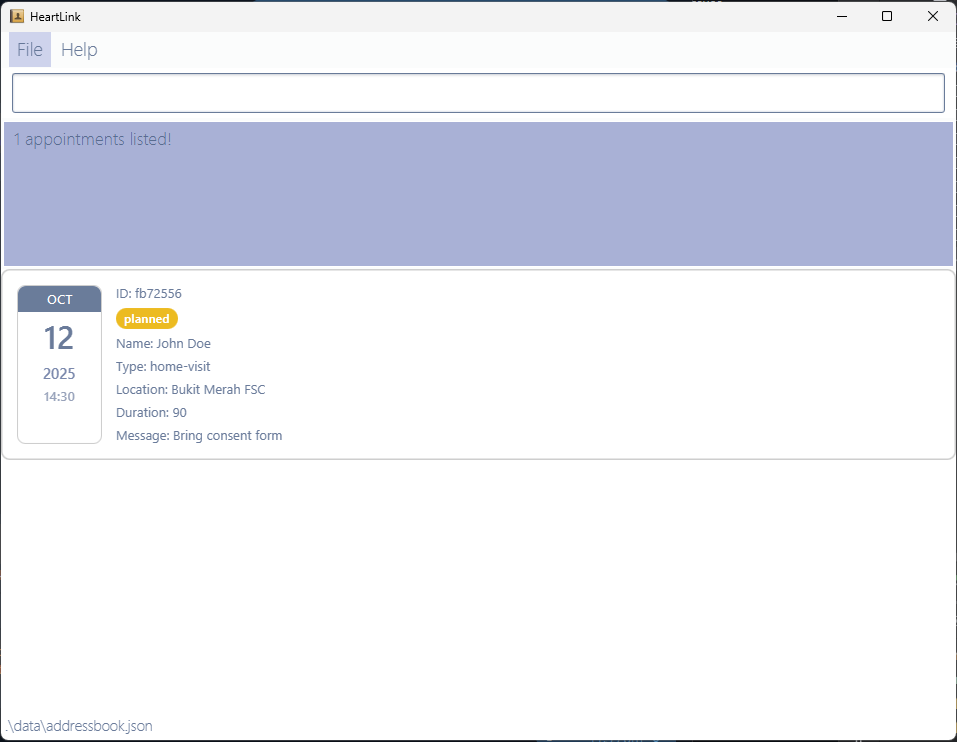 HeartLink
File Help
1 appointments listed!
OCT
12
2025
14:30
ID: fb72556
planned
Name: John Doe
Type: home-visit
Location: Bukit Merah FSC
Duration: 90
Message: Bring consent form
.\data\addressbook.json